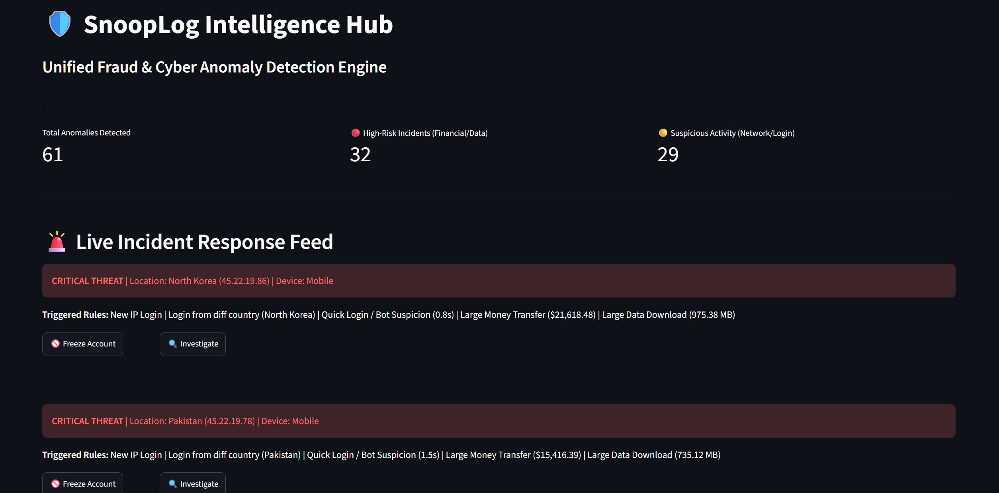 SnoopLog Intelligence Hub
Unified Fraud & Cyber Anomaly Detection Engine
Total Anomalies Detected
61
High-Risk Incidents (Financial/Data)
32
Suspicious Activity (Network/Login)
29
Live Incident Response Feed
CRITICAL THREAT | Location: North Korea (45.22.19.86) | Device: Mobile
Triggered Rules: New IP Login | Login from diff country (North Korea) | Quick Login / Bot Suspicion (0.8s) | Large Money Transfer ($21,618.48) | Large Data Download (975.38 MB)
Freeze Account
Investigate
CRITICAL THREAT | Location: Pakistan (45.22.19.78) | Device: Mobile
Triggered Rules: New IP Login | Login from diff country (Pakistan) | Quick Login / Bot Suspicion (1.5s) | Large Money Transfer ($15,416.39) | Large Data Download (735.12 MB)
Freeze Account
Investigate